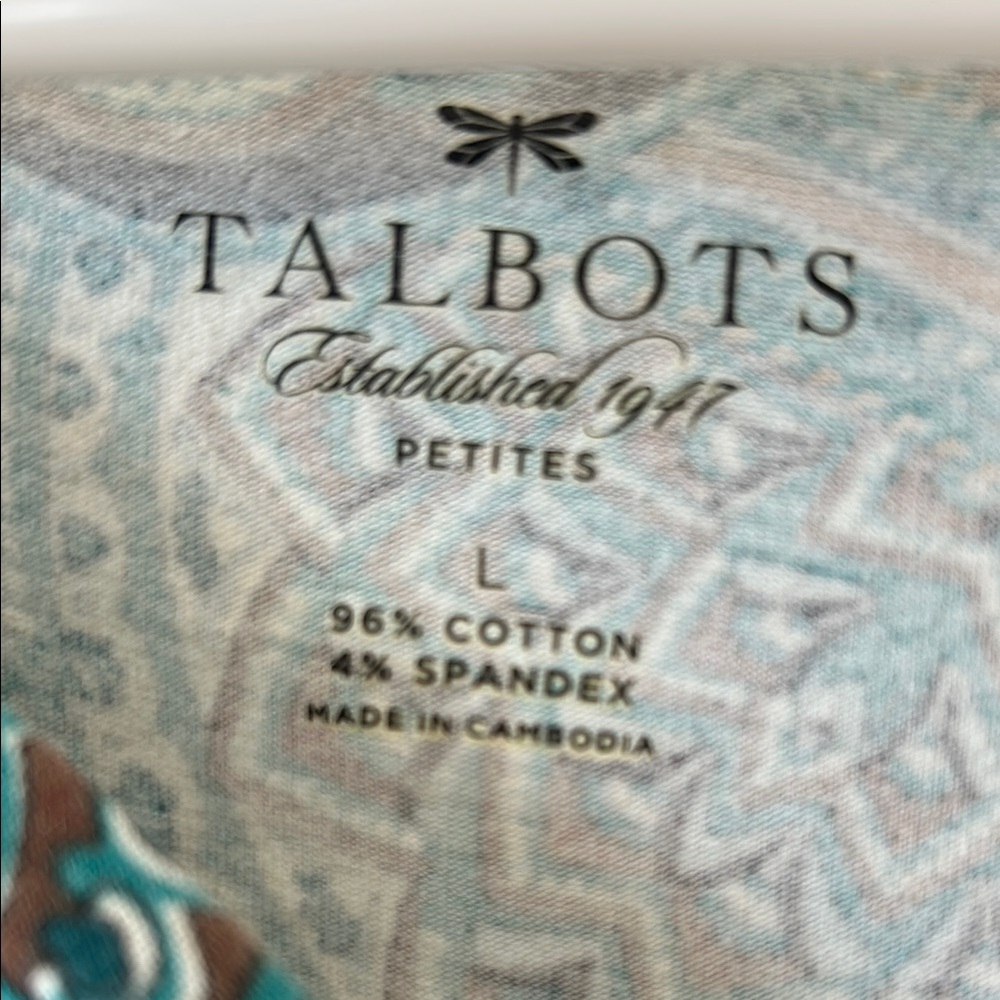 TALBOTS
Established 1947
PETITES
L
96% COTTON
4% SPANDEX
MADE IN CAMBODIA